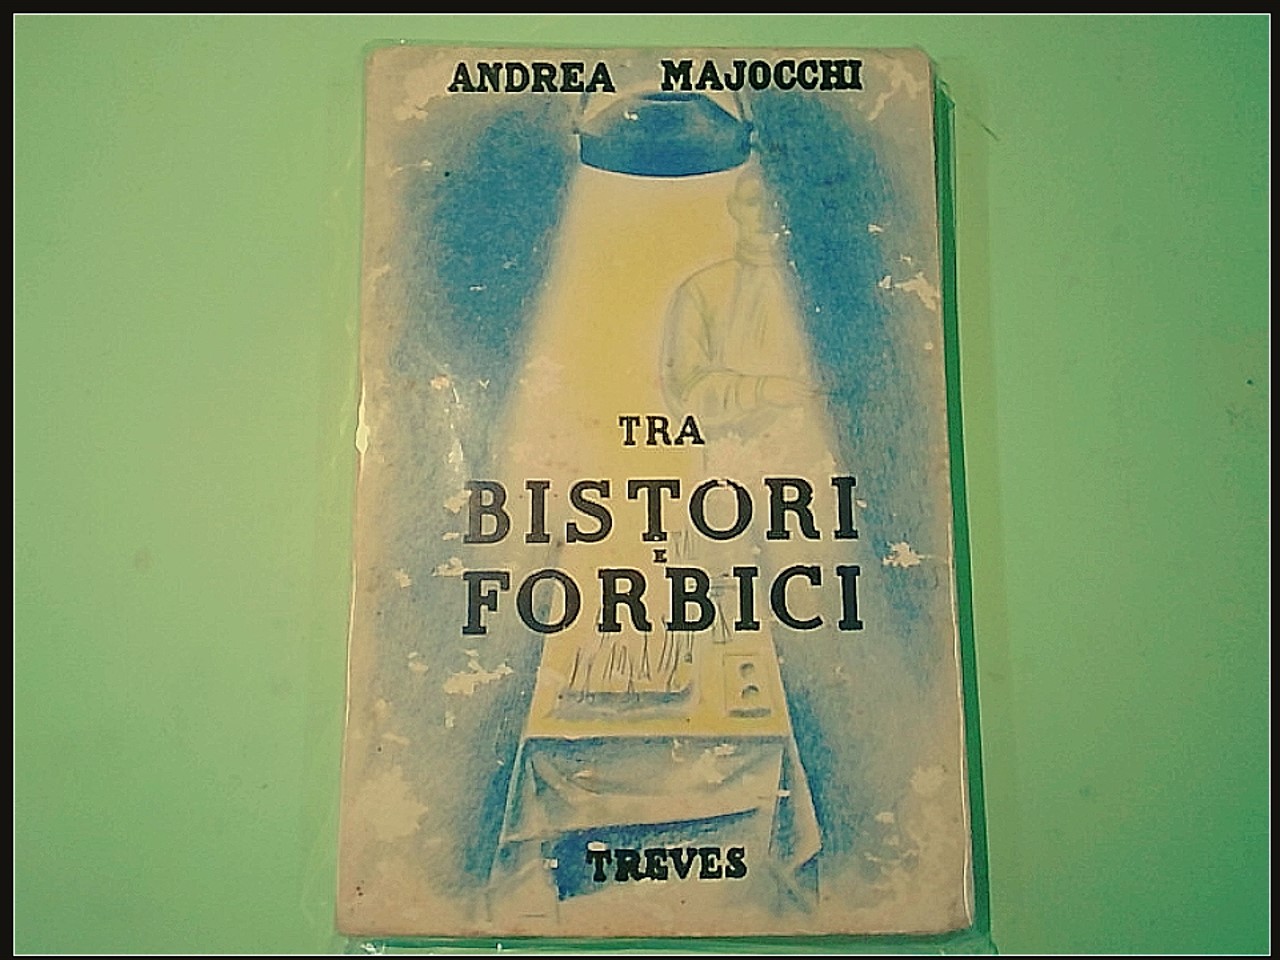 ANDREA MAJOCCHI
TRA
BISTORI
E
FORBICI
TREVES